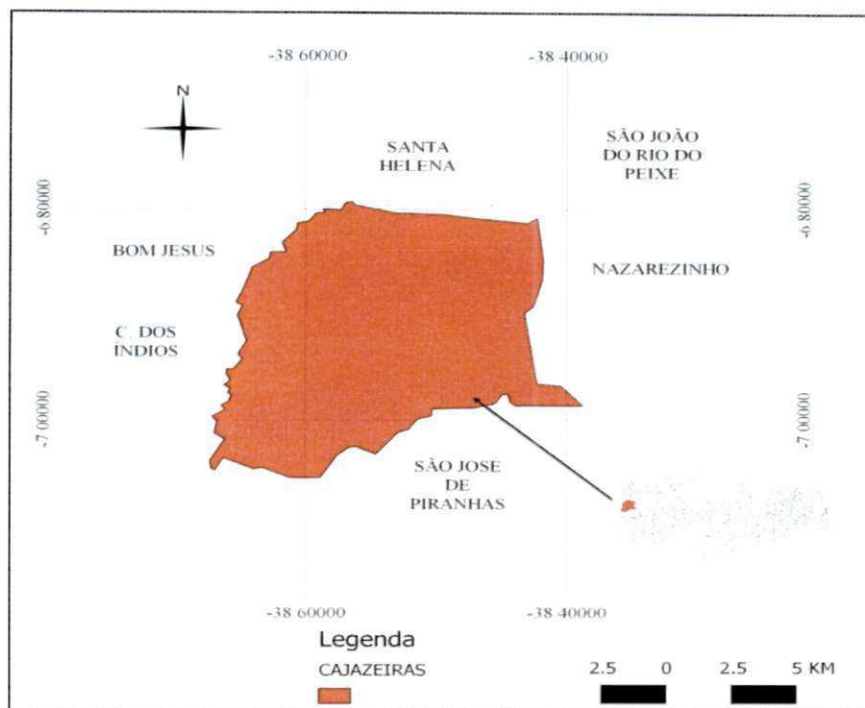 -38 60000 -38 40000
N
SANTA
HELENA
SÃO JOÃO
DO RIO DO
PEIXE
-6 80000 -6 80000
BOM JESUS
NAZAREZINHO
C. DOS
ÍNDIOS
-7 00000 -7 00000
SÃO JOSE
DE
PIRANHAS
-38 60000 -38 40000
Legenda
CAJAZEIRAS
2.5 0 2.5 5 KM